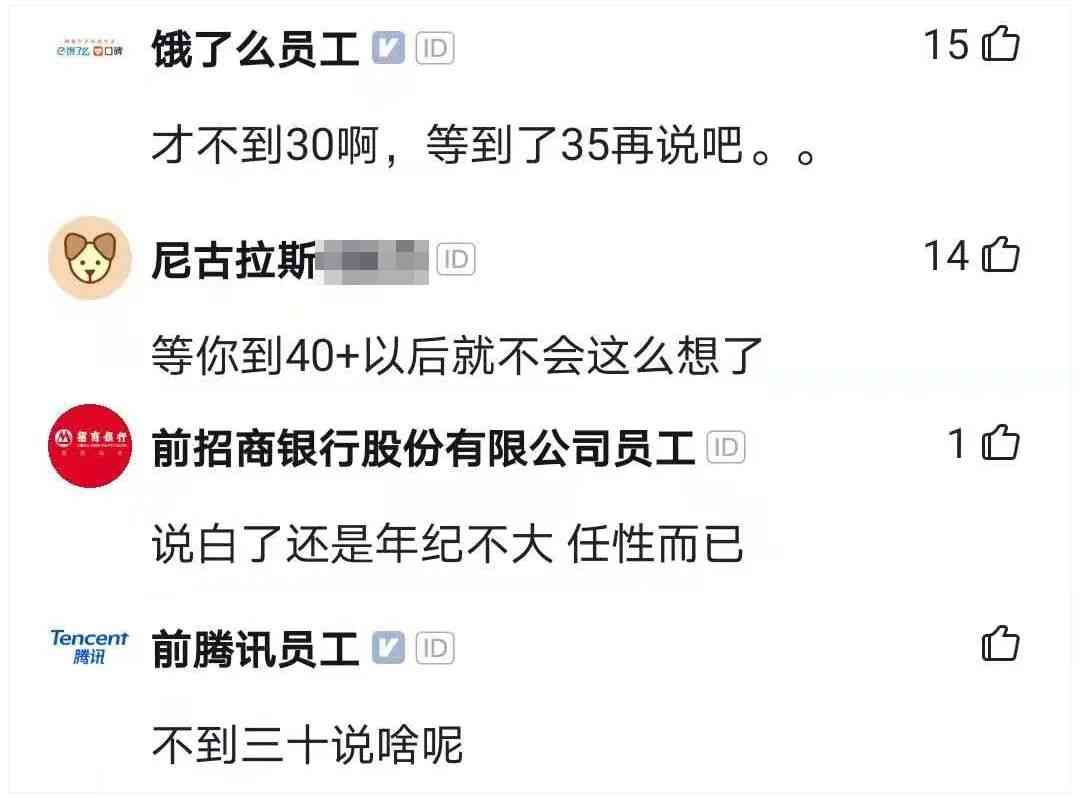 饿了么 口碑
饿了么员工 V ID 15
才不到30啊，等到了35再说吧。。
尼古拉斯 ID 14
等你到40+以后就不会这么想了
招商银行
前招商银行股份有限公司员工 ID 1
说白了还是年纪不大 任性而已
Tencent
腾讯
前腾讯员工 V ID
不到三十说啥呢